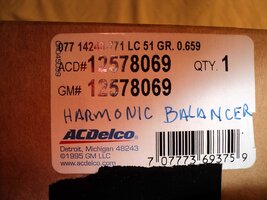 077 1424 71 LC 51 GR. 0.659
ACD# 12578069 QTY. 1
GM# 12578069
HARMONIC BALANCER
ACDelco
Detroit, Michigan 48243
©1995 GM LLC
www.acdelco.com
7 07773 69375 9